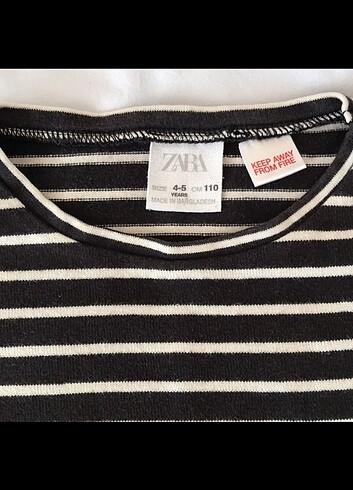 ZARA
SIZE 4-5 CM 110
YEARS
MADE IN BANGLADESH
KEEP AWAY
FROM FIRE